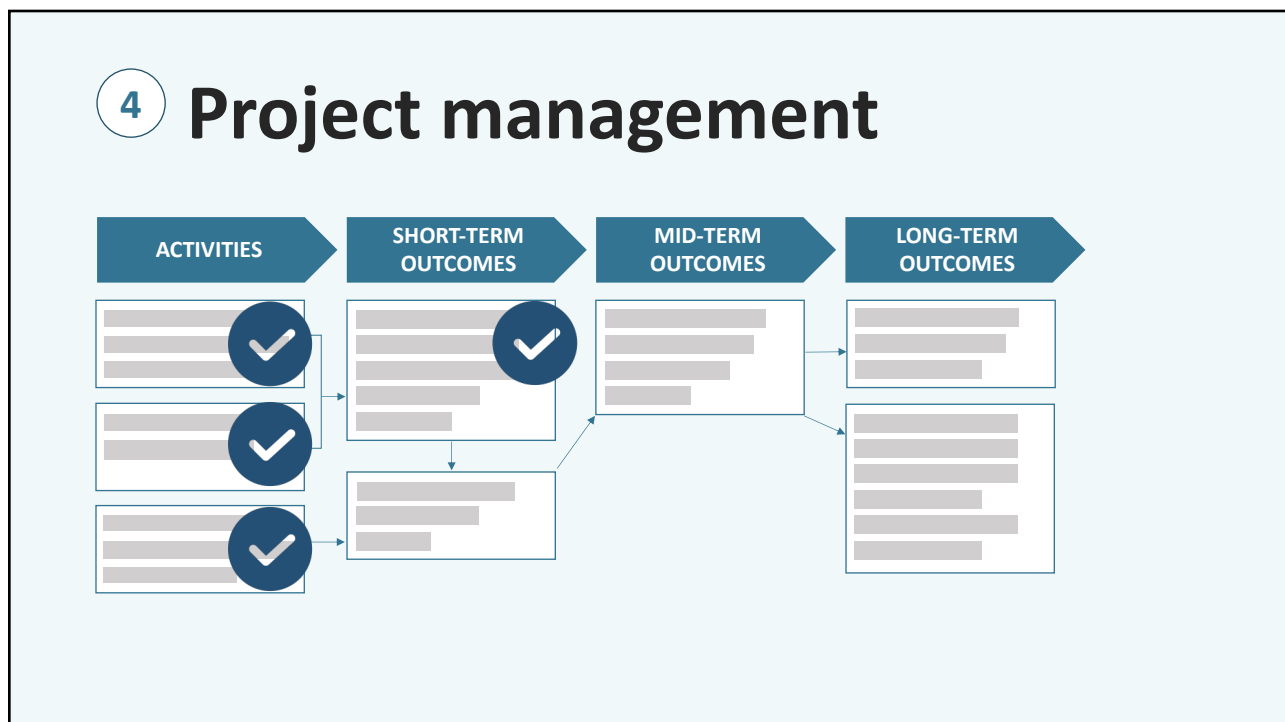 4
Project management
ACTIVITIES
SHORT-TERM
OUTCOMES
MID-TERM
OUTCOMES
LONG-TERM
OUTCOMES